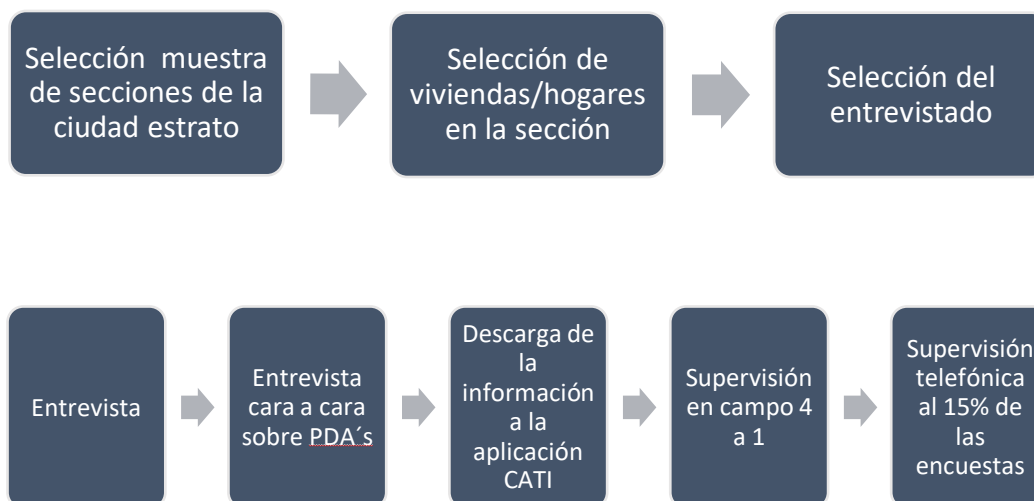 Selección muestra
de secciones de la
ciudad estrato
Selección de
viviendas/hogares
en la sección
Selección del
entrevistado
Entrevista
Entrevista
cara a cara
sobre PDA´s
Descarga de
la
información
a la
aplicación
CATI
Supervisión
en campo 4
a 1
Supervisión
telefónica
al 15% de
las
encuestas